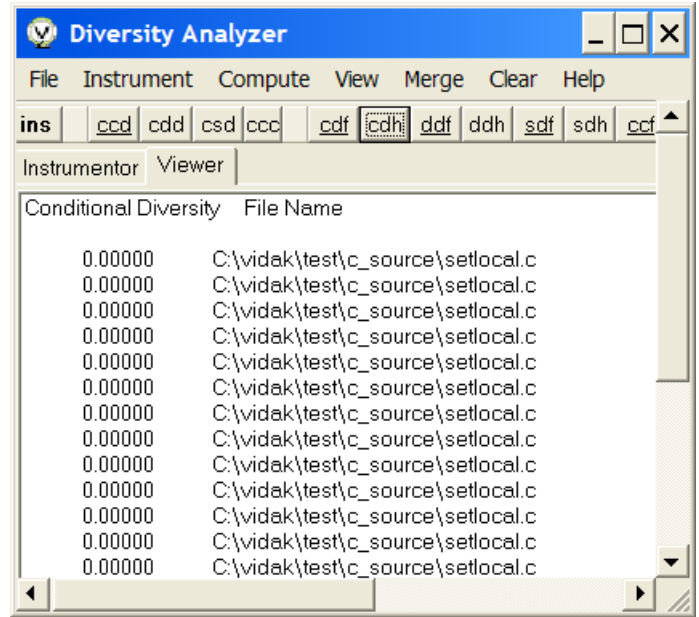 Diversity Analyzer
File Instrument Compute View Merge Clear Help
ins ccd cdd csd ccc cdf cdh ddf ddh sdf sdh ccf
Instrumentor Viewer
Conditional Diversity File Name
0.00000 C:\vidak\test\c_source\setlocal.c
0.00000 C:\vidak\test\c_source\setlocal.c
0.00000 C:\vidak\test\c_source\setlocal.c
0.00000 C:\vidak\test\c_source\setlocal.c
0.00000 C:\vidak\test\c_source\setlocal.c
0.00000 C:\vidak\test\c_source\setlocal.c
0.00000 C:\vidak\test\c_source\setlocal.c
0.00000 C:\vidak\test\c_source\setlocal.c
0.00000 C:\vidak\test\c_source\setlocal.c
0.00000 C:\vidak\test\c_source\setlocal.c
0.00000 C:\vidak\test\c_source\setlocal.c
0.00000 C:\vidak\test\c_source\setlocal.c
0.00000 C:\vidak\test\c_source\setlocal.c